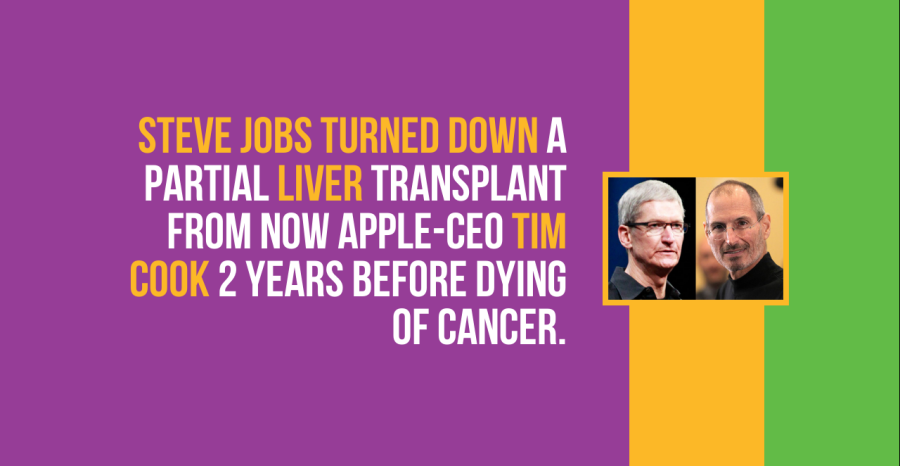 STEVE JOBS TURNED DOWN A
PARTIAL LIVER TRANSPLANT
FROM NOW APPLE-CEO TIM
COOK 2 YEARS BEFORE DYING
OF CANCER.